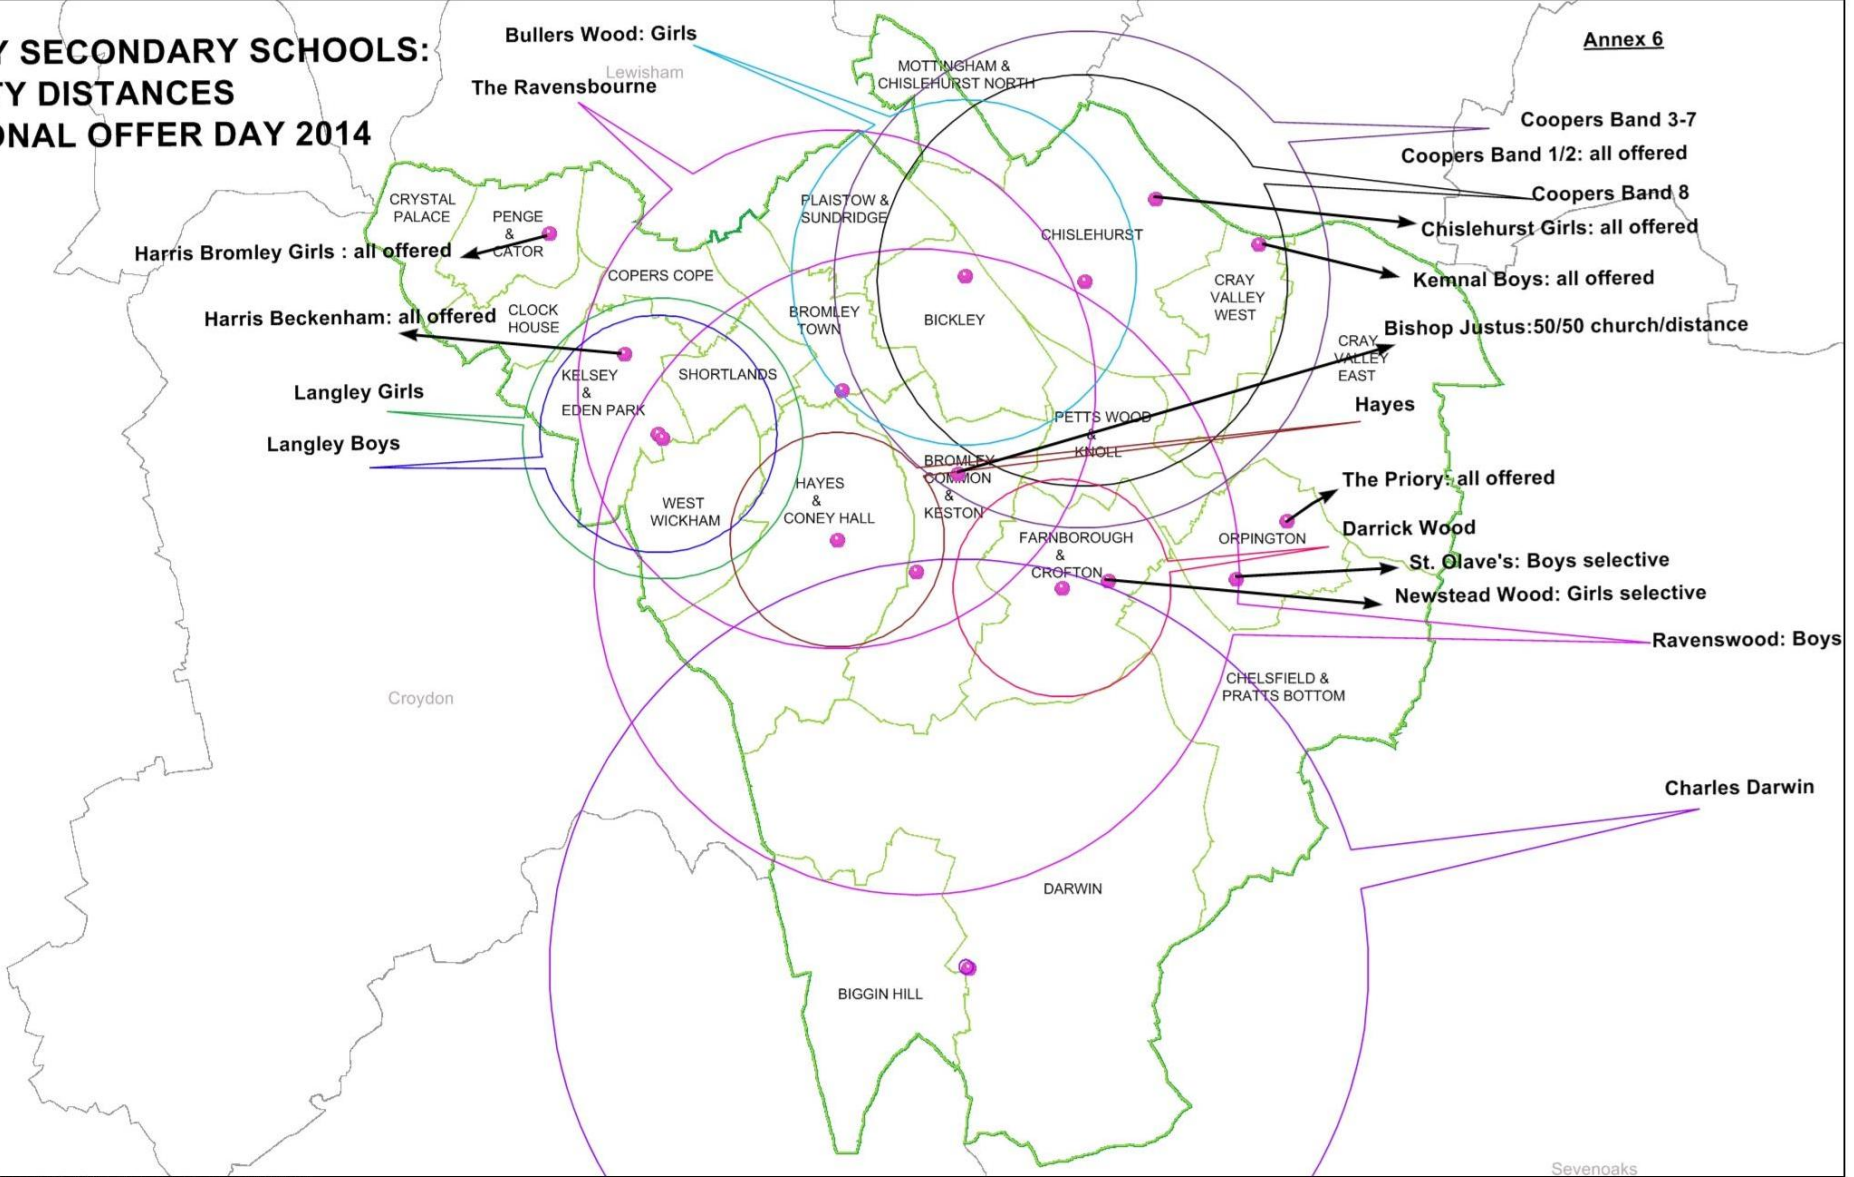 Y SECONDARY SCHOOLS:
TY DISTANCES
ONAL OFFER DAY 2014
Annex 6
Bullers Wood: Girls
Lewisham
The Ravensbourne
MOTTINGHAM &
CHISLEHURST NORTH
Coopers Band 3-7
Coopers Band 1/2: all offered
Coopers Band 8
Chislehurst Girls: all offered
Kemnal Boys: all offered
Bishop Justus:50/50 church/distance
Hayes
The Priory: all offered
Darrick Wood
St. Olave's: Boys selective
Newstead Wood: Girls selective
Ravenswood: Boys
Charles Darwin
CRYSTAL
PALACE
PENGE
&
CATOR
Harris Bromley Girls : all offered
COPERS COPE
PLAISTOW &
SUNDRIDGE
CHISLEHURST
CRAY
VALLEY
WEST
Harris Beckenham: all offered
CLOCK
HOUSE
BROMLEY
TOWN
BICKLEY
CRAY
VALLEY
EAST
KELSEY
&
EDEN PARK
SHORTLANDS
Langley Girls
Langley Boys
PETTS WOOD
&
KNOLL
BROMLEY
COMMON
&
KESTON
HAYES
&
CONEY HALL
WEST
WICKHAM
FARNBOROUGH
&
CROFTON
ORPINGTON
CHELSFIELD &
PRATTS BOTTOM
Croydon
DARWIN
BIGGIN HILL
Sevenoaks